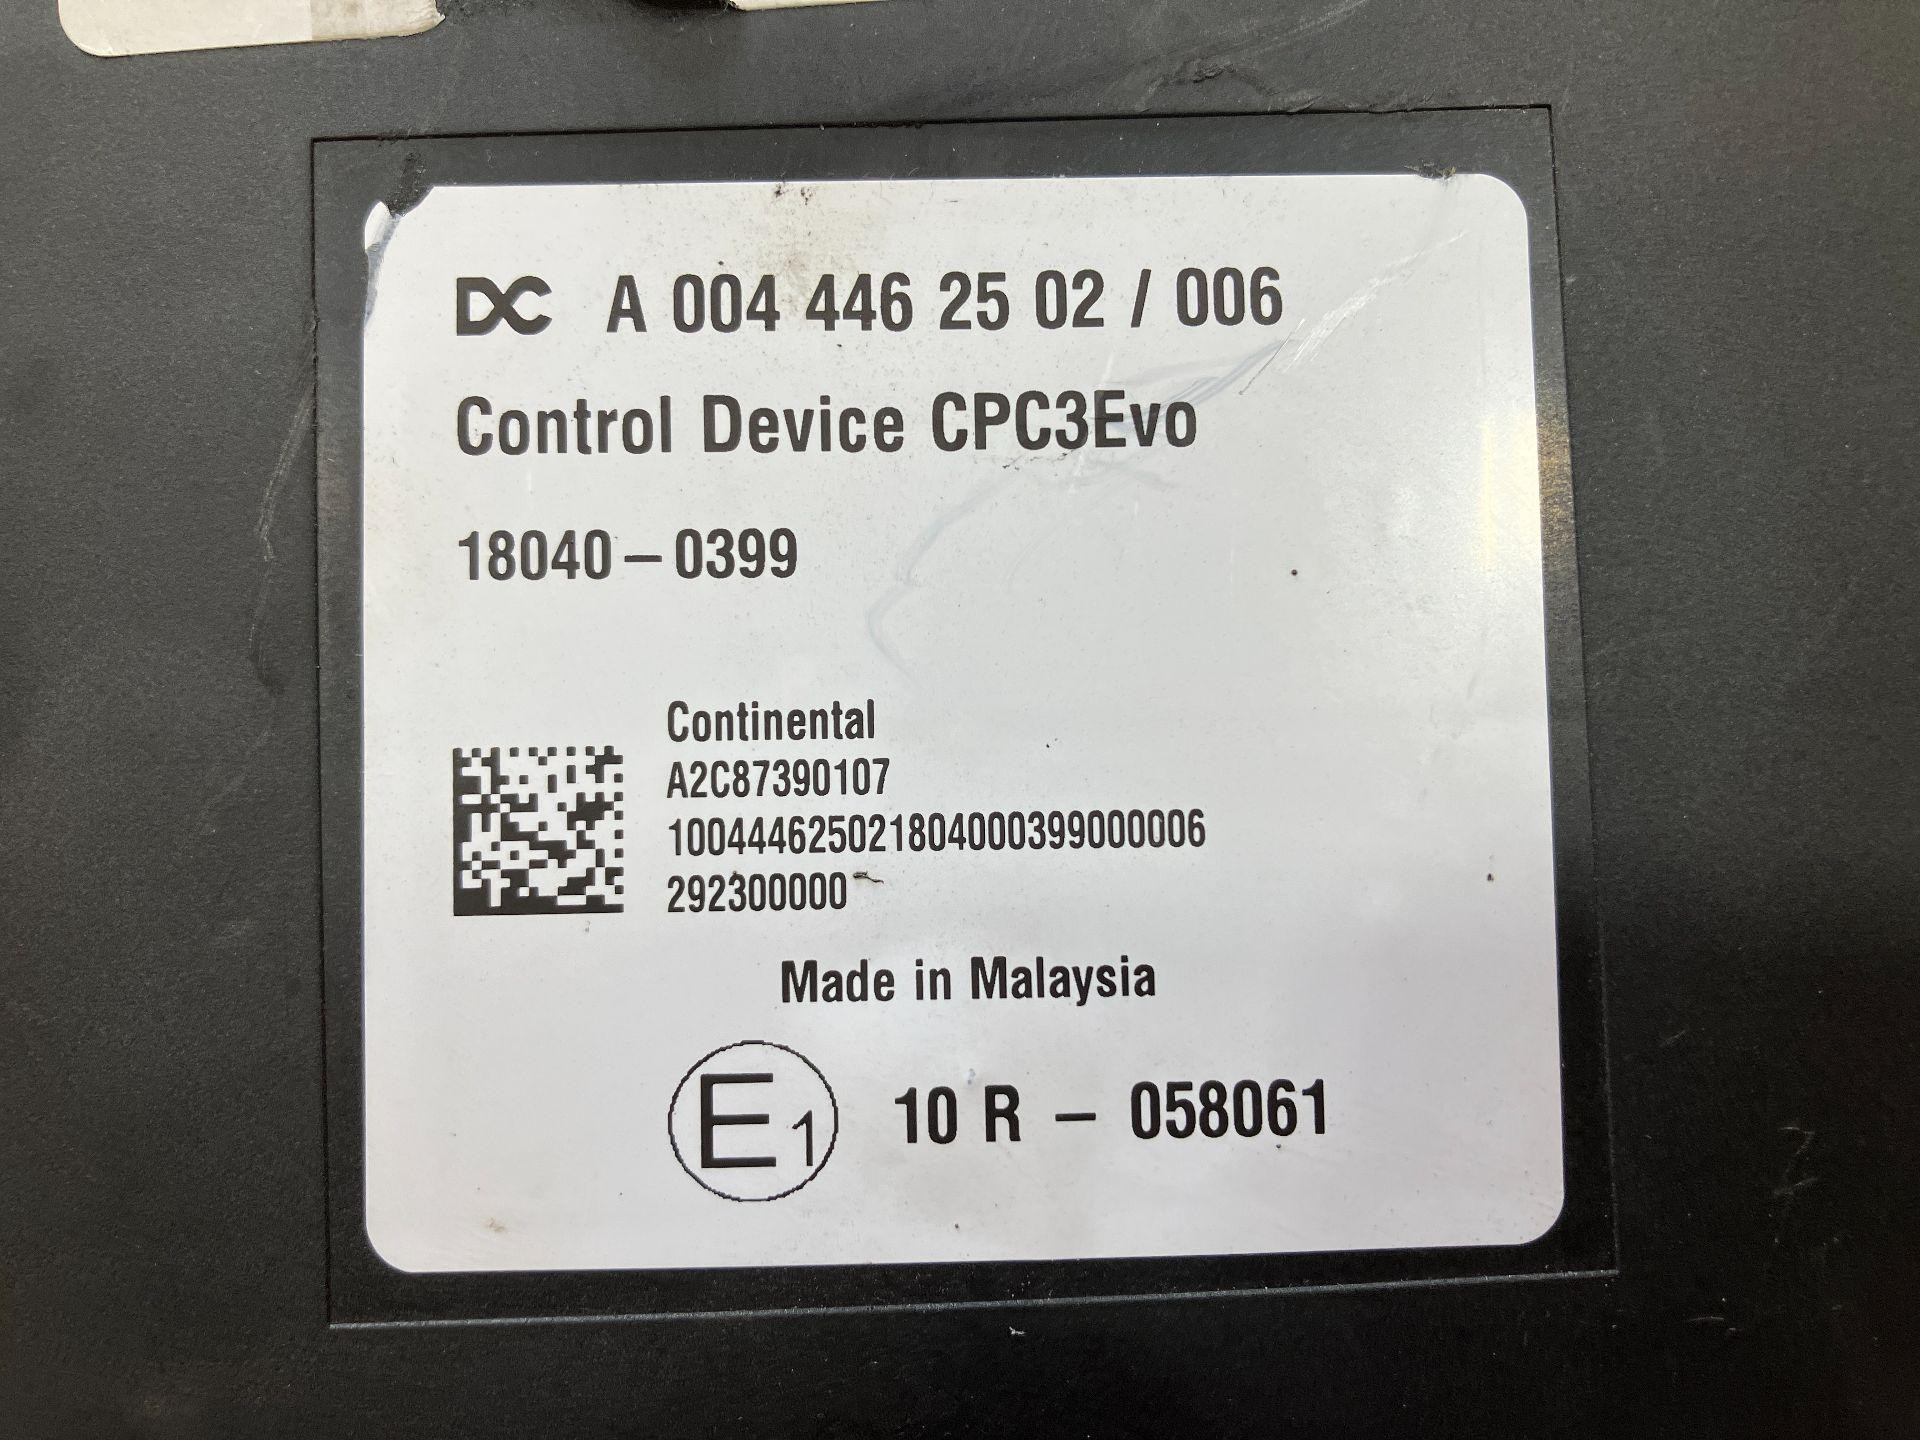 DC A 004 446 25 02 / 006
Control Device CPC3Evo
18040 – 0399
Continental
A2C87390107
100444625021804000399000006
292300000
Made in Malaysia
E1 10 R – 058061